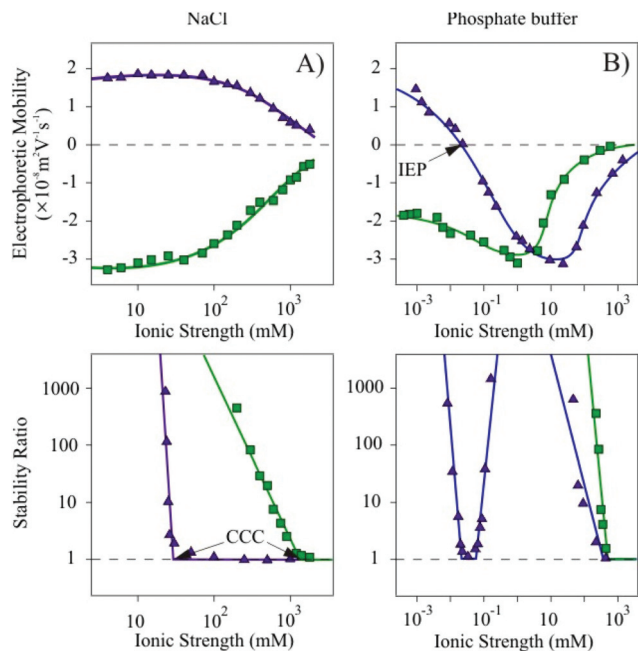 NaCl
Phosphate buffer
A)
B)
Electrophoretic Mobility
(×10⁻⁸m²V⁻¹s⁻¹)
2
1
0
-1
-2
-3
10
10²
10³
Ionic Strength (mM)
2
1
0
-1
-2
-3
IEP
10⁻³
10⁻¹
10
10³
Ionic Strength (mM)
Stability Ratio
1000
100
10
1
CCC
10
10²
10³
Ionic Strength (mM)
1000
100
10
1
10⁻³
10⁻¹
10
10³
Ionic Strength (mM)